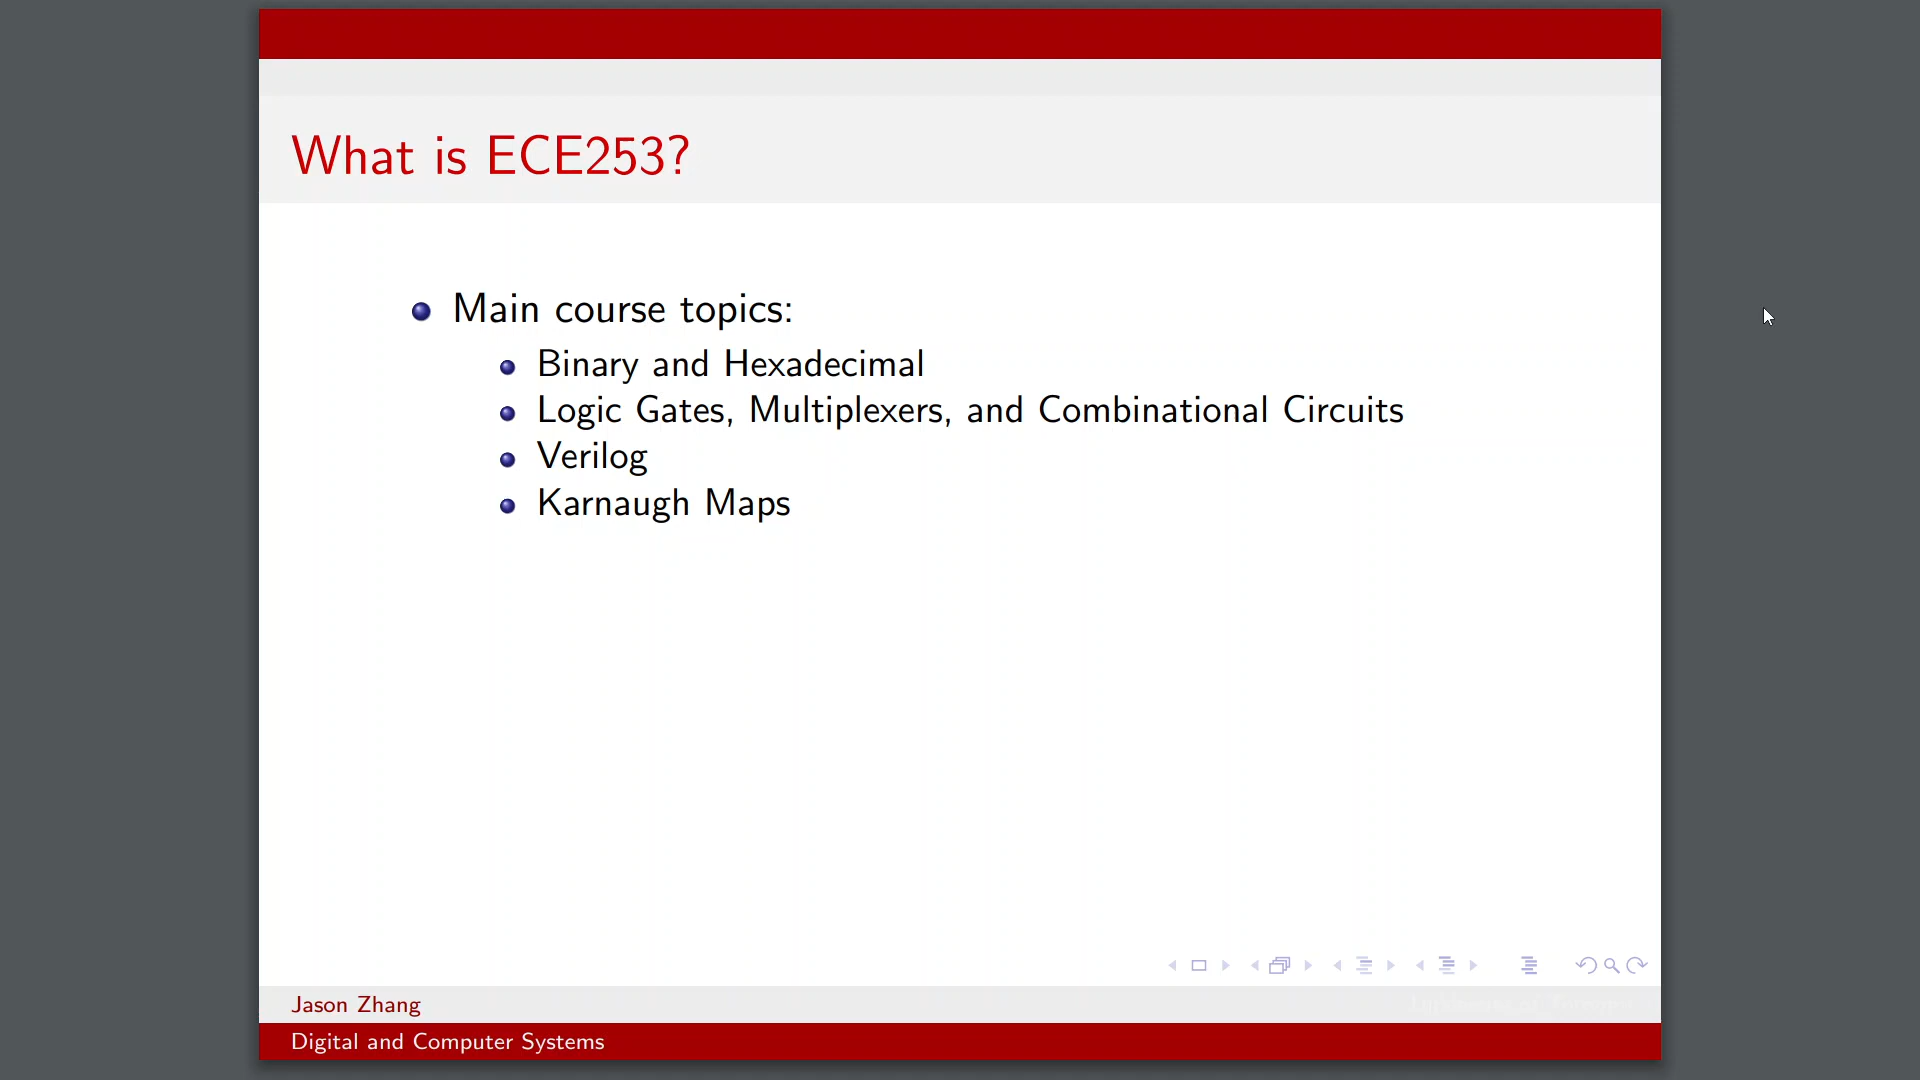 What is ECE253?
Main course topics:
Binary and Hexadecimal
Logic Gates, Multiplexers, and Combinational Circuits
Verilog
Karnaugh Maps
Jason Zhang
Digital and Computer Systems